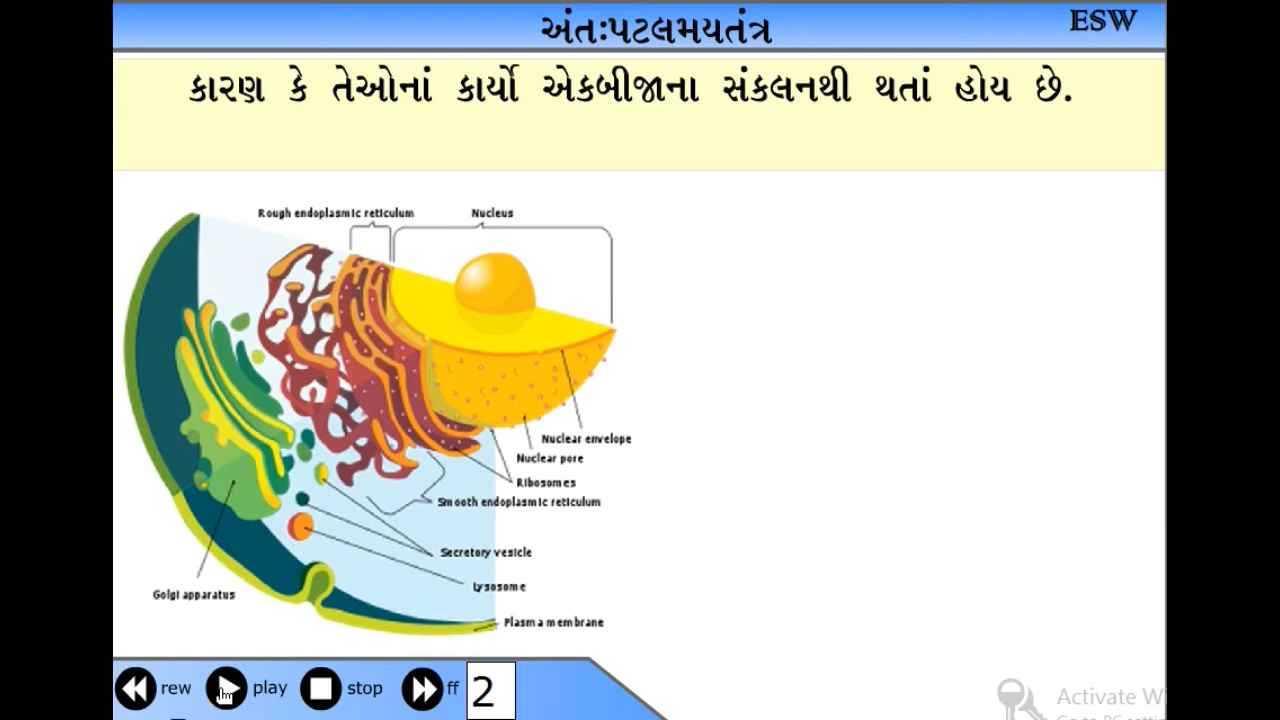 અંતઃપટલમયતંત્ર
ESW
કારણ કે તેઓનાં કાર્યો એકબીજાના સંકલનથી થતાં હોય છે.
Rough endoplasmic reticulum
Nucleus
Nuclear envelope
Nuclear pore
Ribosomes
Smooth endoplasmic reticulum
Secretory vesicle
Lysosome
Golgi apparatus
Plasma membrane
rew play stop ff 2
Activate W